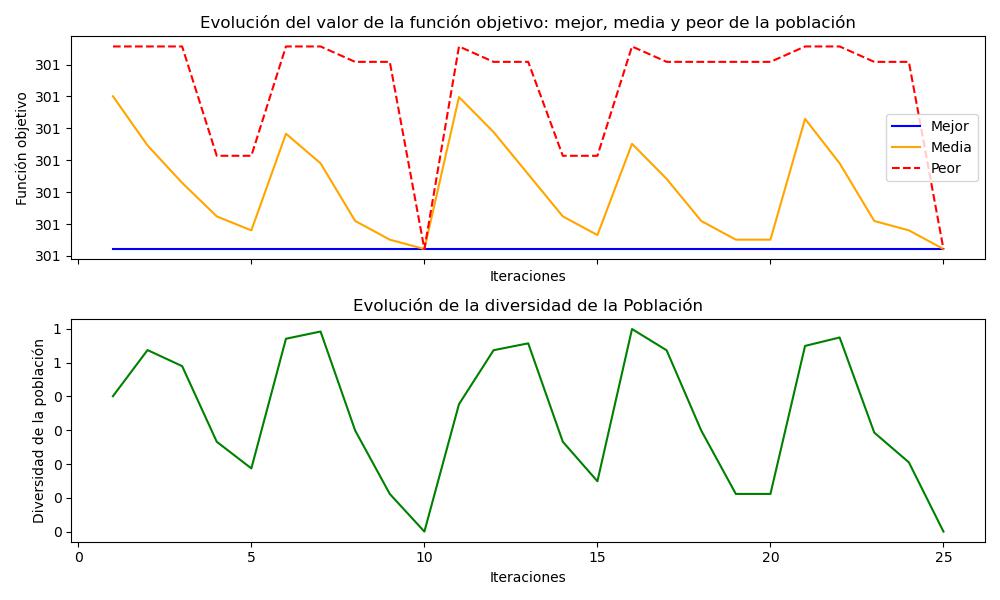 Evolución del valor de la función objetivo: mejor, media y peor de la población
Función objetivo
301
301
301
301
301
301
301
Mejor
Media
Peor
Iteraciones
Evolución de la diversidad de la Población
Diversidad de la población
1
1
0
0
0
0
0
0 5 10 15 20 25
Iteraciones